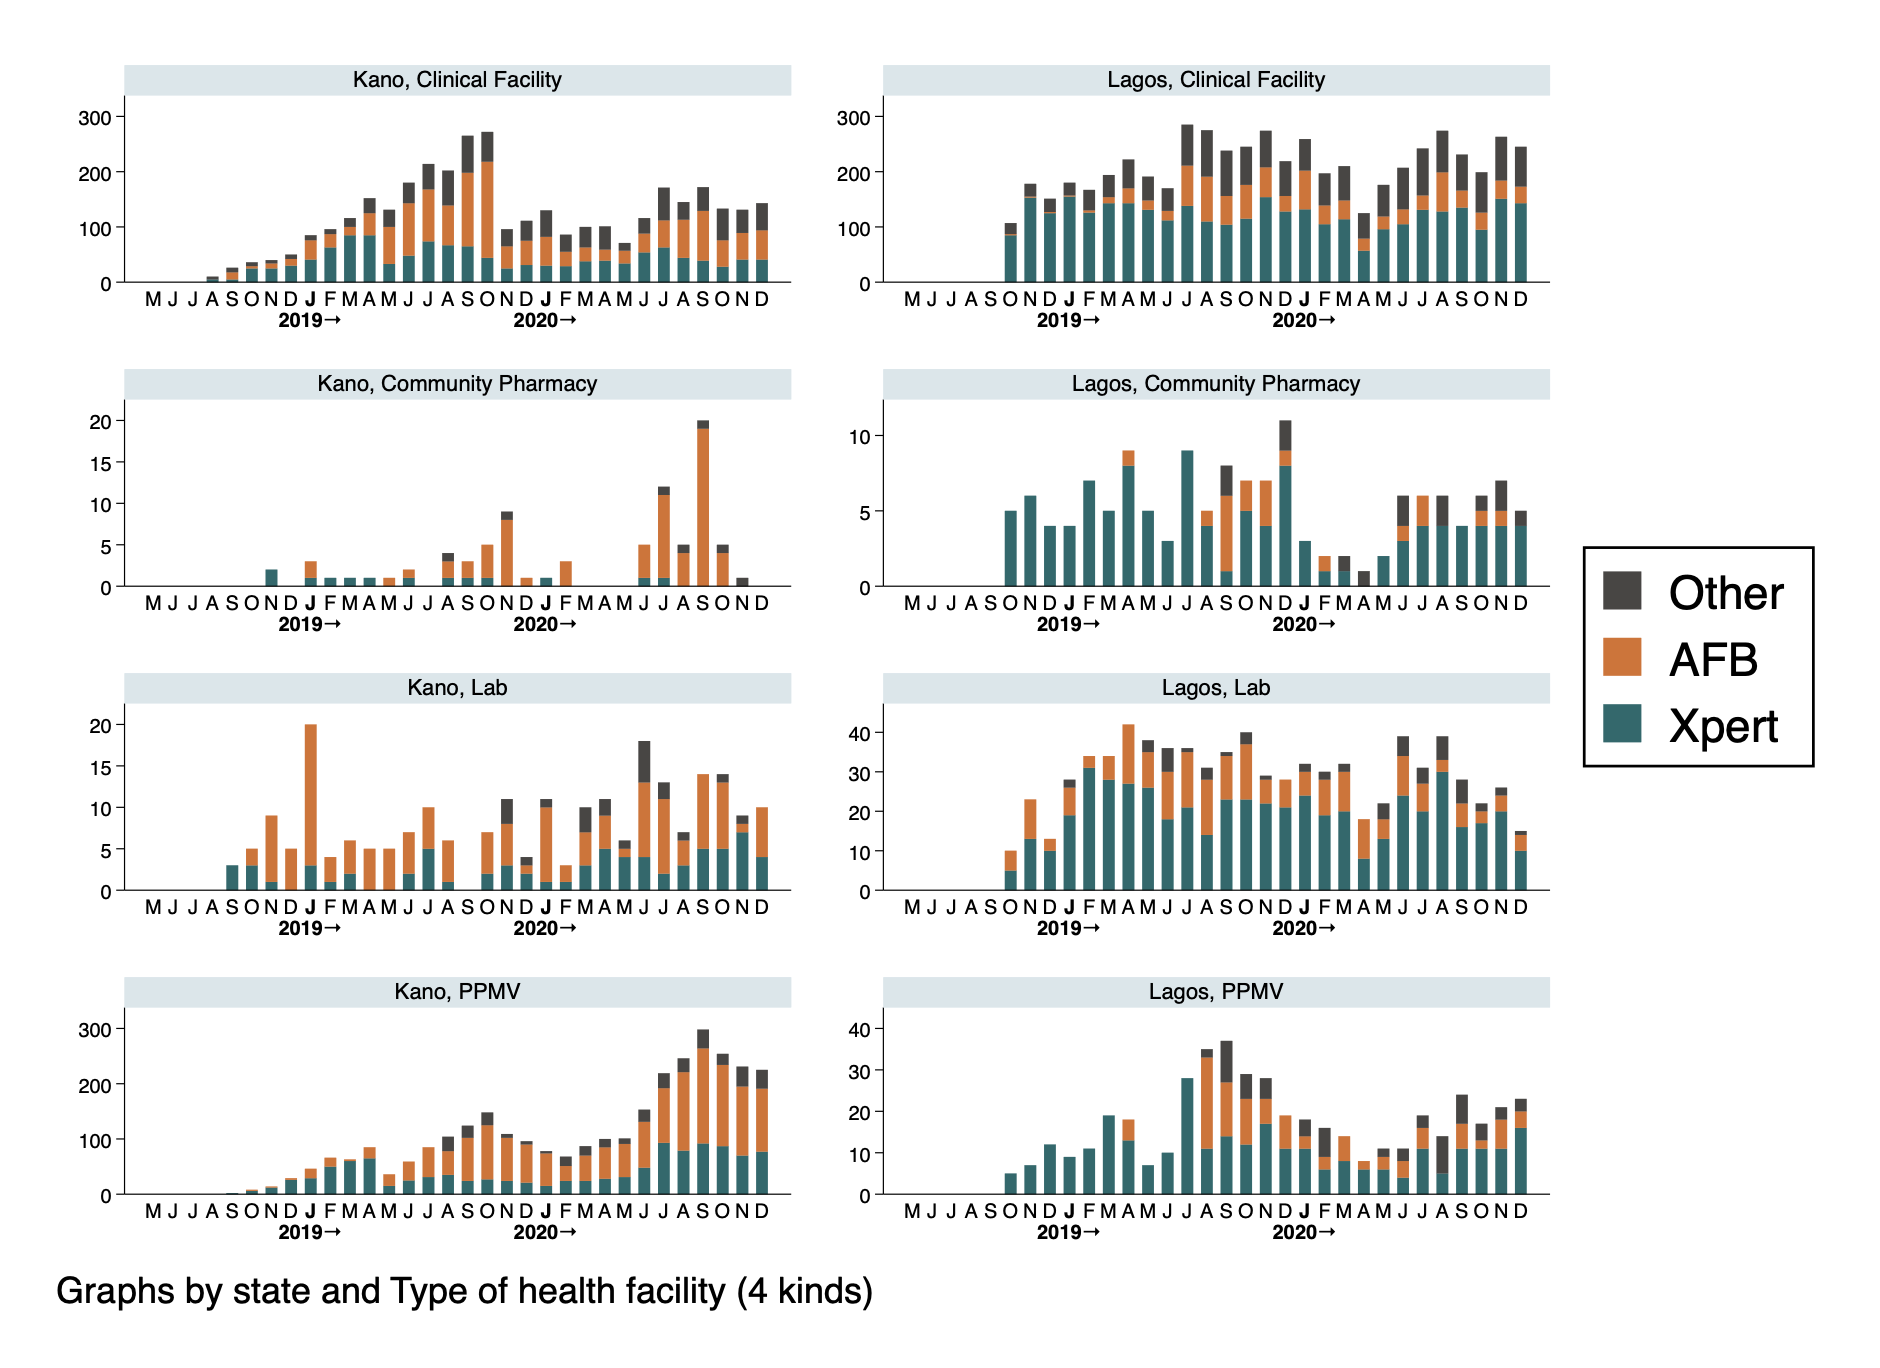 Kano, Clinical Facility
300
200
100
0
M J J A S O N D J F M A M J J A S O N D J F M A M J J A S O N D
2019→ 2020→
Lagos, Clinical Facility
300
200
100
0
M J J A S O N D J F M A M J J A S O N D J F M A M J J A S O N D
2019→ 2020→
Kano, Community Pharmacy
20
15
10
5
0
M J J A S O N D J F M A M J J A S O N D J F M A M J J A S O N D
2019→ 2020→
Lagos, Community Pharmacy
10
5
0
M J J A S O N D J F M A M J J A S O N D J F M A M J J A S O N D
2019→ 2020→
Kano, Lab
20
15
10
5
0
M J J A S O N D J F M A M J J A S O N D J F M A M J J A S O N D
2019→ 2020→
Lagos, Lab
40
30
20
10
0
M J J A S O N D J F M A M J J A S O N D J F M A M J J A S O N D
2019→ 2020→
Kano, PPMV
300
200
100
0
M J J A S O N D J F M A M J J A S O N D J F M A M J J A S O N D
2019→ 2020→
Lagos, PPMV
40
30
20
10
0
M J J A S O N D J F M A M J J A S O N D J F M A M J J A S O N D
2019→ 2020→
Other
AFB
Xpert
Graphs by state and Type of health facility (4 kinds)